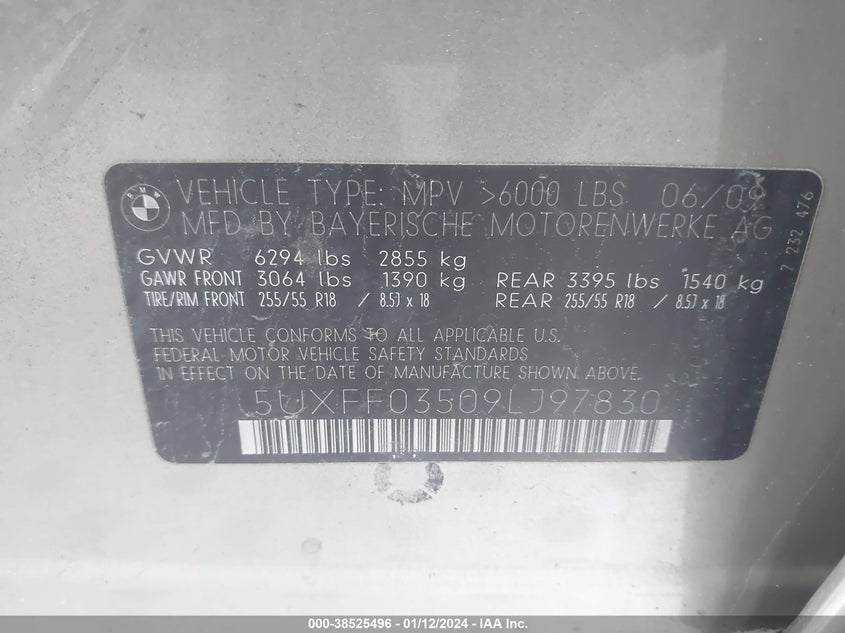 BMW
VEHICLE TYPE: MPV >6000 LBS 06/09
MFD BY BAYERISCHE MOTORENWERKE AG
GVWR 6294 lbs 2855 kg
GAWR FRONT 3064 lbs 1390 kg REAR 3395 lbs 1540 kg
TIRE/RIM FRONT 255/55 R18 / 8.5J x 18 REAR 255/55 R18 / 8.5J x 18
7 232 476
THIS VEHICLE CONFORMS TO ALL APPLICABLE U.S.
FEDERAL MOTOR VEHICLE SAFETY STANDARDS
IN EFFECT ON THE DATE OF MANUFACTURE SHOWN ABOVE.
5UXFF03509LJ97830
000-38525496 - 01/12/2024 - IAA Inc.